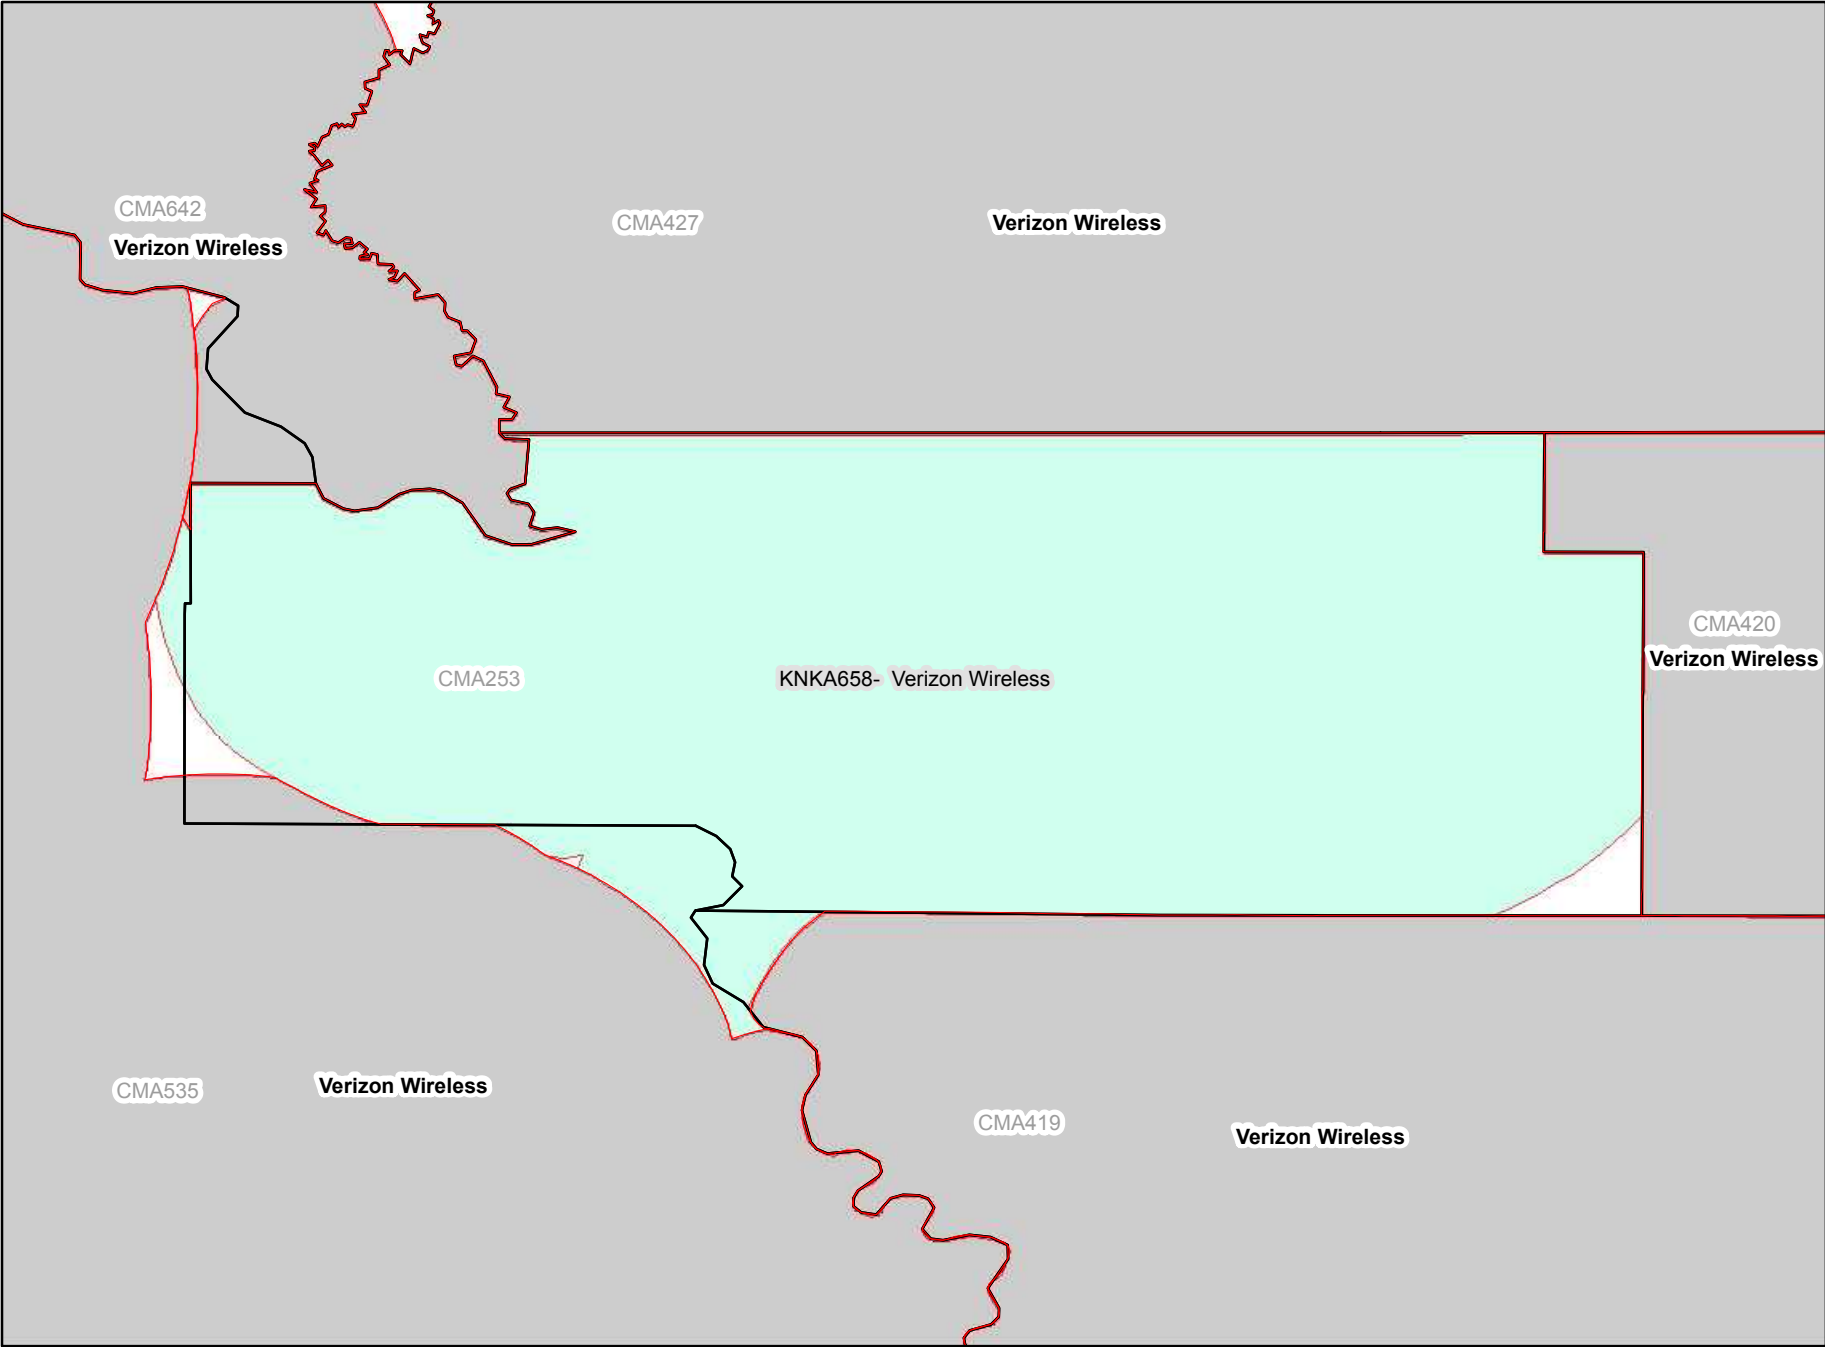 CMA642
Verizon Wireless
CMA427
Verizon Wireless
CMA420
Verizon Wireless
CMA253
KNKA658- Verizon Wireless
CMA535
Verizon Wireless
CMA419
Verizon Wireless